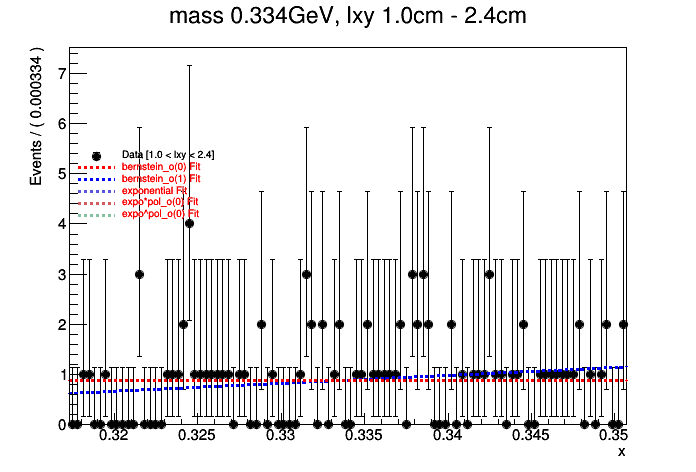 mass 0.334GeV, lxy 1.0cm - 2.4cm
Events / ( 0.000334 )
7
6
5
4
3
2
1
0
Data [1.0 < lxy < 2.4]
bernstein_o(0) Fit
bernstein_o(1) Fit
exponential Fit
expo*pol_o(0) Fit
expo^pol_o(0) Fit
0.32 0.325 0.33 0.335 0.34 0.345 0.35
x